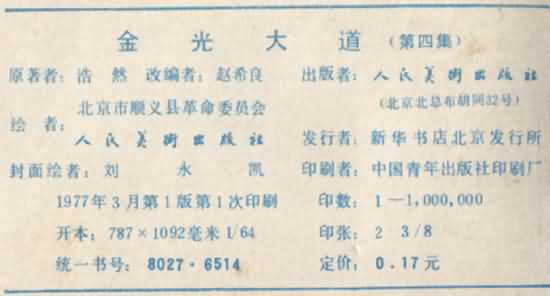 金光大道（第四集）
原著者：浩然 改编者：赵希良
绘者：北京市顺义县革命委员会
人民美术出版社
封面绘者：刘永凯
1977年3月第1版第1次印刷
开本：787×1092毫米 1/64
统一书号：8027·6514
出版者：人民美术出版社
（北京北总布胡同32号）
发行者：新华书店北京发行所
印刷者：中国青年出版社印刷厂
印数：1—1,000,000
印张：2 3/8
定价：0.17元